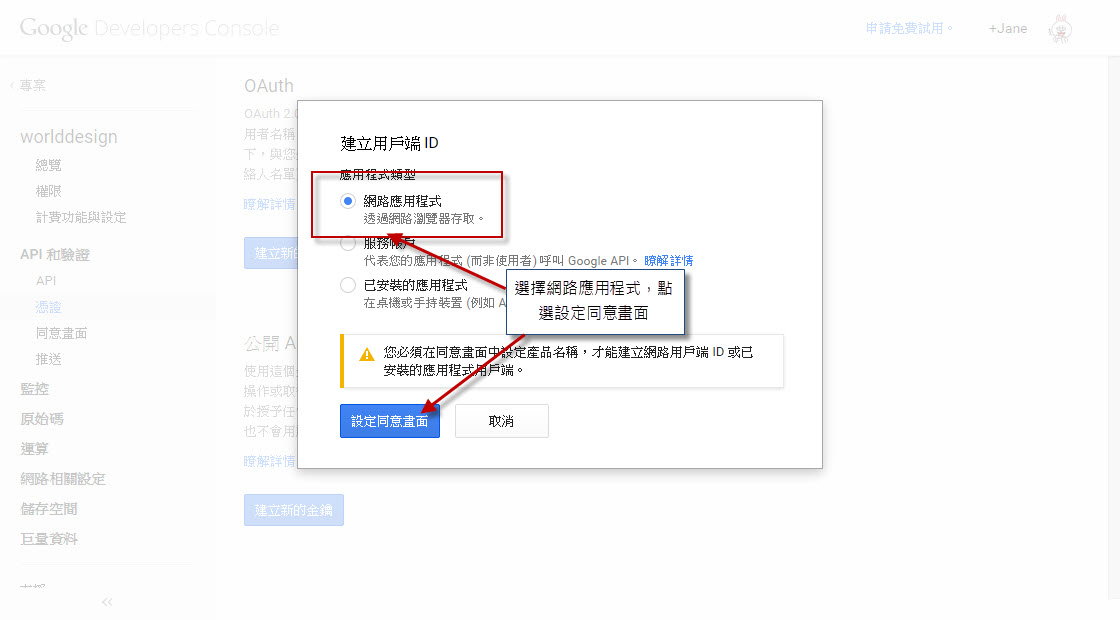 Google Developers Console
申請免費試用。
+Jane
專案
worlddesign
總覽
權限
計費功能與設定
API 和驗證
API
憑證
同意畫面
推送
監控
原始碼
運算
網路相關設定
儲存空間
巨量資料
OAuth
OAuth 2.0
用者名稱
下，與您
絡人名單
瞭解詳情
建立新的
公開 A
使用這個
操作或取
於授予任
也不會用
瞭解詳情
建立新的金鑰
建立用戶端 ID
應用程式類型
網路應用程式
透過網路瀏覽器存取。
服務帳戶
代表您的應用程式 (而非使用者) 呼叫 Google API。 瞭解詳情
已安裝的應用程式
在桌機或手持裝置 (例如 A
選擇網路應用程式，點
選設定同意畫面
您必須在同意畫面中設定產品名稱，才能建立網路用戶端 ID 或已
安裝的應用程式用戶端。
設定同意畫面
取消